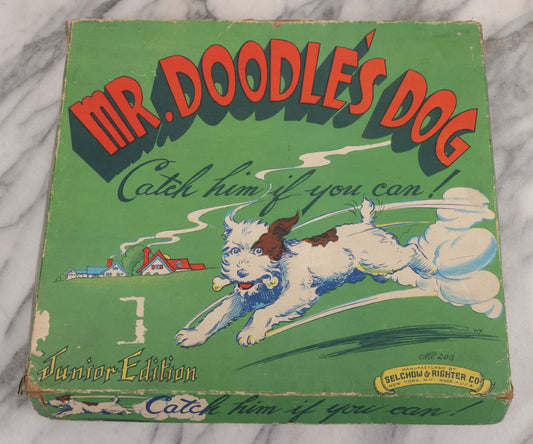 MR. DOODLE'S DOG
Catch him if you can!
Junior Edition
No. 203
MANUFACTURED BY
SELCHOW & RIGHTER CO.
NEW YORK N.Y. MADE IN U.S.A.
Catch him if you can!